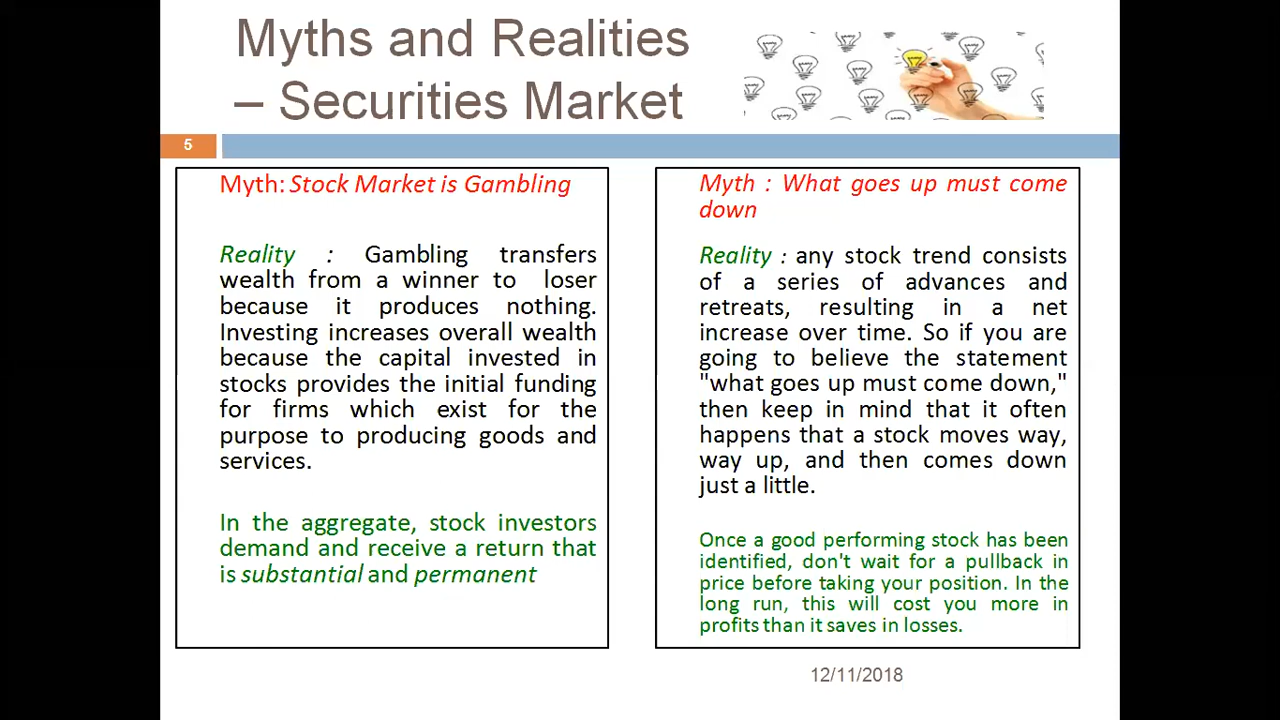 Myths and Realities
– Securities Market
5
Myth: Stock Market is Gambling
Reality : Gambling transfers
wealth from a winner to loser
because it produces nothing.
Investing increases overall wealth
because the capital invested in
stocks provides the initial funding
for firms which exist for the
purpose to producing goods and
services.
In the aggregate, stock investors
demand and receive a return that
is substantial and permanent
Myth : What goes up must come
down
Reality : any stock trend consists
of a series of advances and
retreats, resulting in a net
increase over time. So if you are
going to believe the statement
"what goes up must come down,"
then keep in mind that it often
happens that a stock moves way,
way up, and then comes down
just a little.
Once a good performing stock has been
identified, don't wait for a pullback in
price before taking your position. In the
long run, this will cost you more in
profits than it saves in losses.
12/11/2018